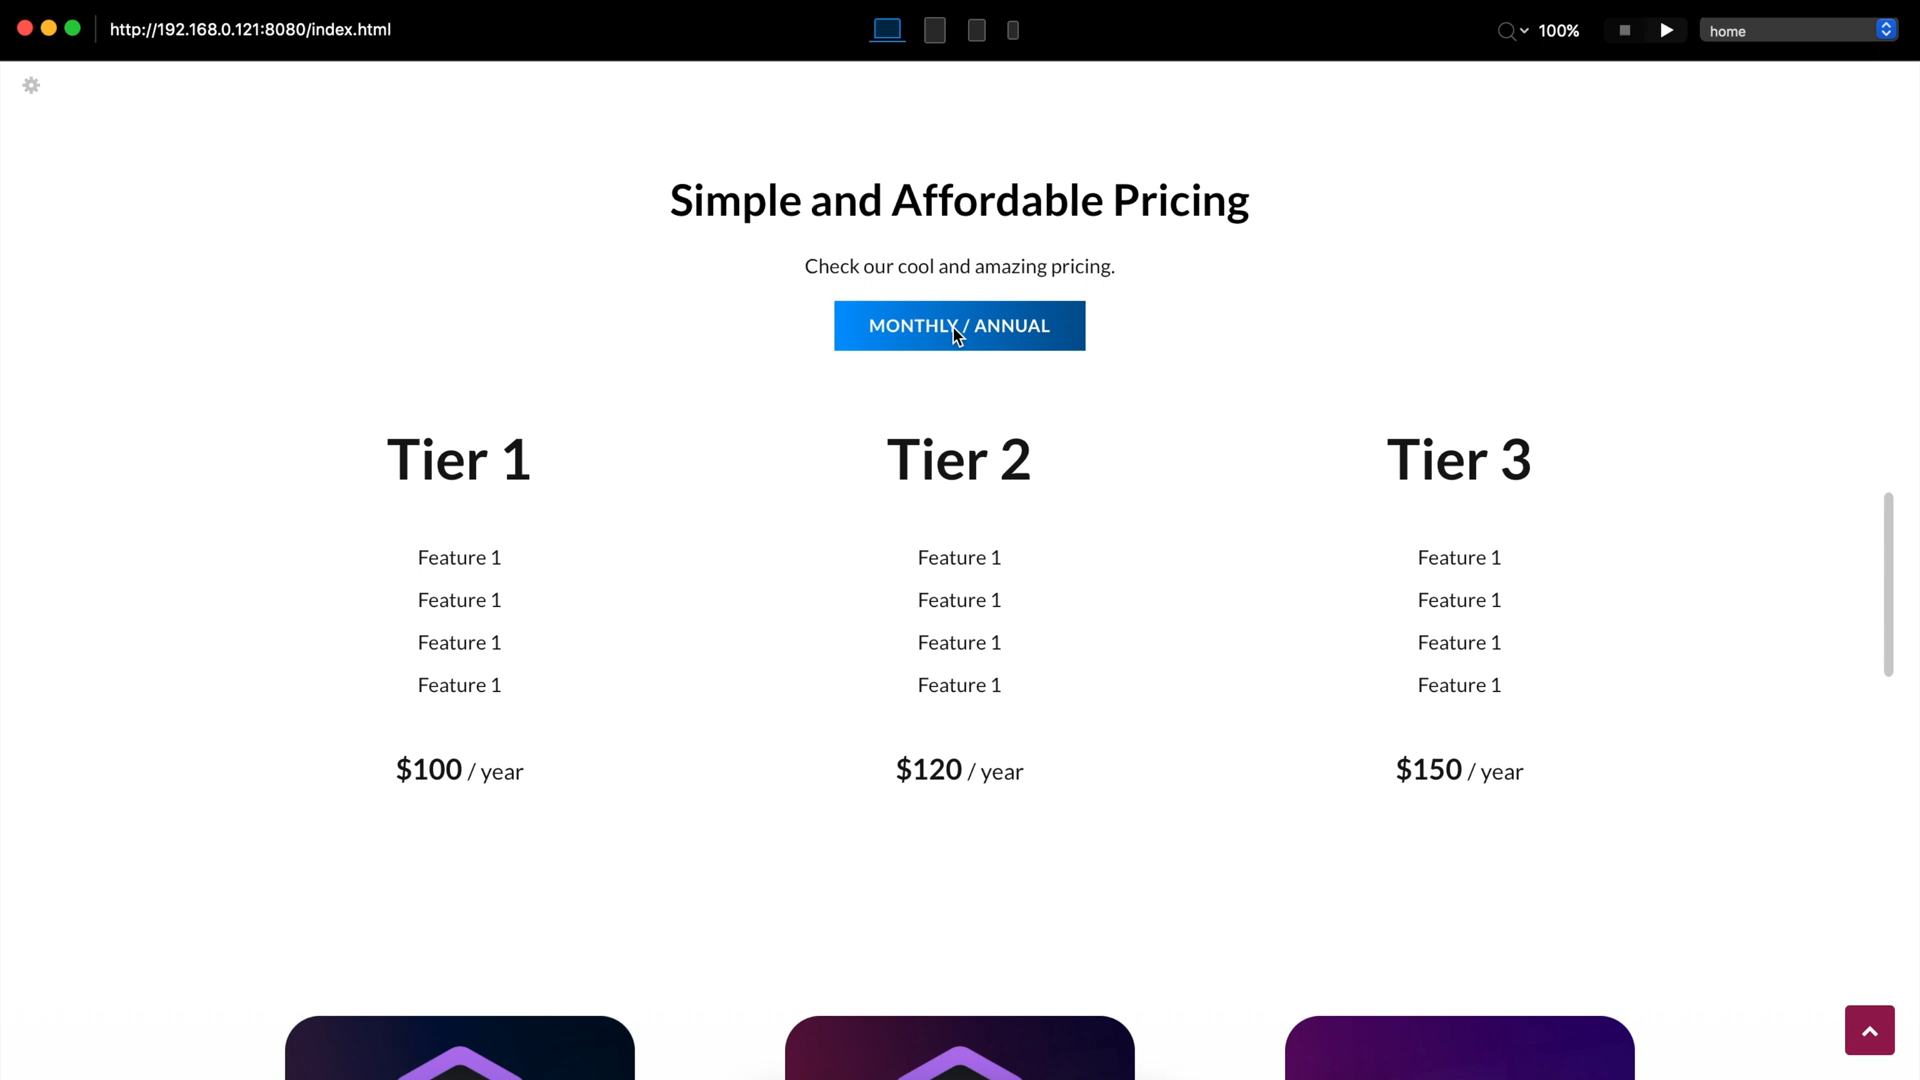 http://192.168.0.121:8080/index.html
100%
home
Simple and Affordable Pricing
Check our cool and amazing pricing.
MONTHLY / ANNUAL
Tier 1
Feature 1
Feature 1
Feature 1
Feature 1
$100 / year
Tier 2
Feature 1
Feature 1
Feature 1
Feature 1
$120 / year
Tier 3
Feature 1
Feature 1
Feature 1
Feature 1
$150 / year